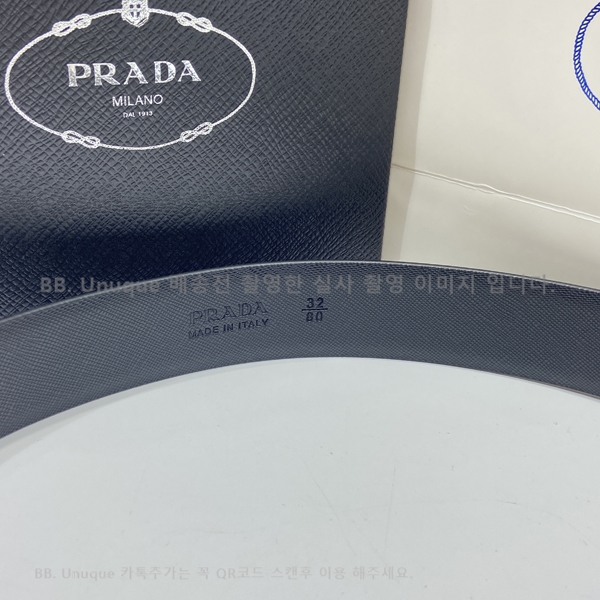 PRADA
MILANO
DAL 1913
BB. Unuque 배송전 촬영한 실사 촬영 이미지 입니다.
PRADA
MADE IN ITALY
32
80
BB. Unuque 카톡추가는 꼭 QR코드 스캔후 이용 해주세요.